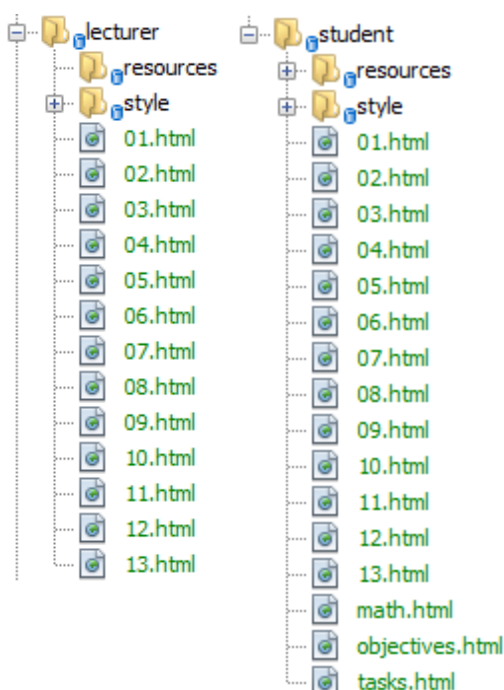 lecturer
resources
style
01.html
02.html
03.html
04.html
05.html
06.html
07.html
08.html
09.html
10.html
11.html
12.html
13.html
student
resources
style
01.html
02.html
03.html
04.html
05.html
06.html
07.html
08.html
09.html
10.html
11.html
12.html
13.html
math.html
objectives.html
tasks.html